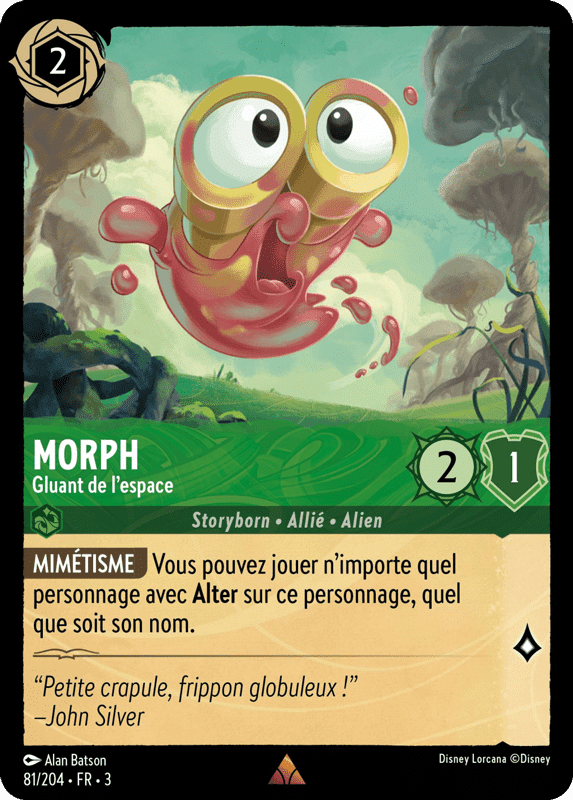 2
MORPH
Gluant de l'espace
2
1
Storyborn • Allié • Alien
MIMÉTISME Vous pouvez jouer n'importe quel
personnage avec Alter sur ce personnage, quel
que soit son nom.
“Petite crapule, frippon globuleux !”
–John Silver
Alan Batson
Disney Lorcana ©Disney
81/204 • FR • 3